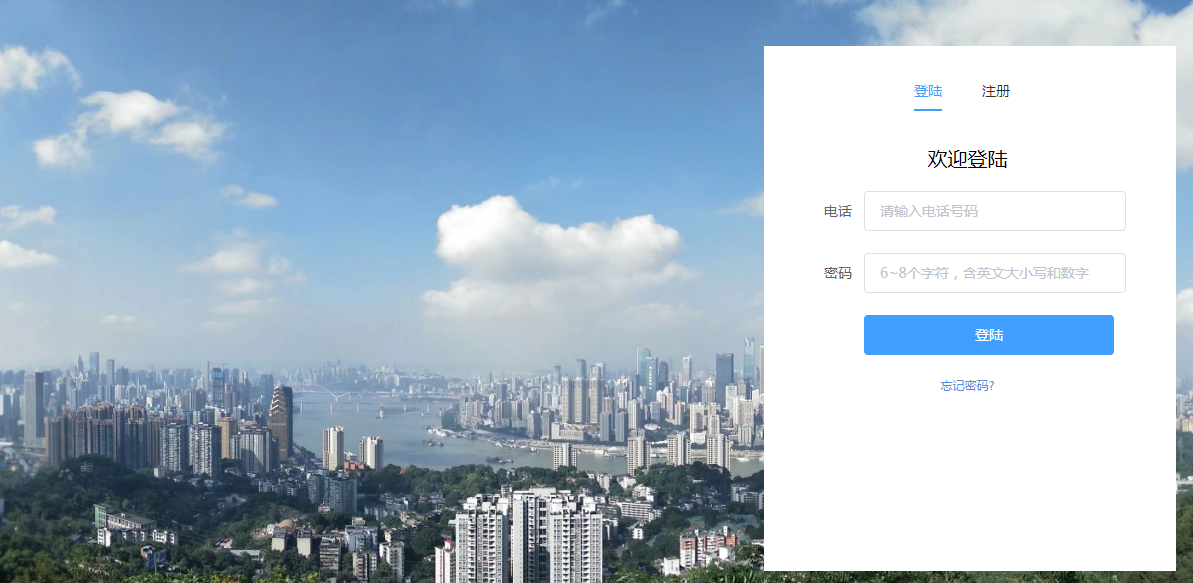 登陆 注册
欢迎登陆
电话 请输入电话号码
密码 6~8个字符，含英文大小写和数字
登陆
忘记密码?